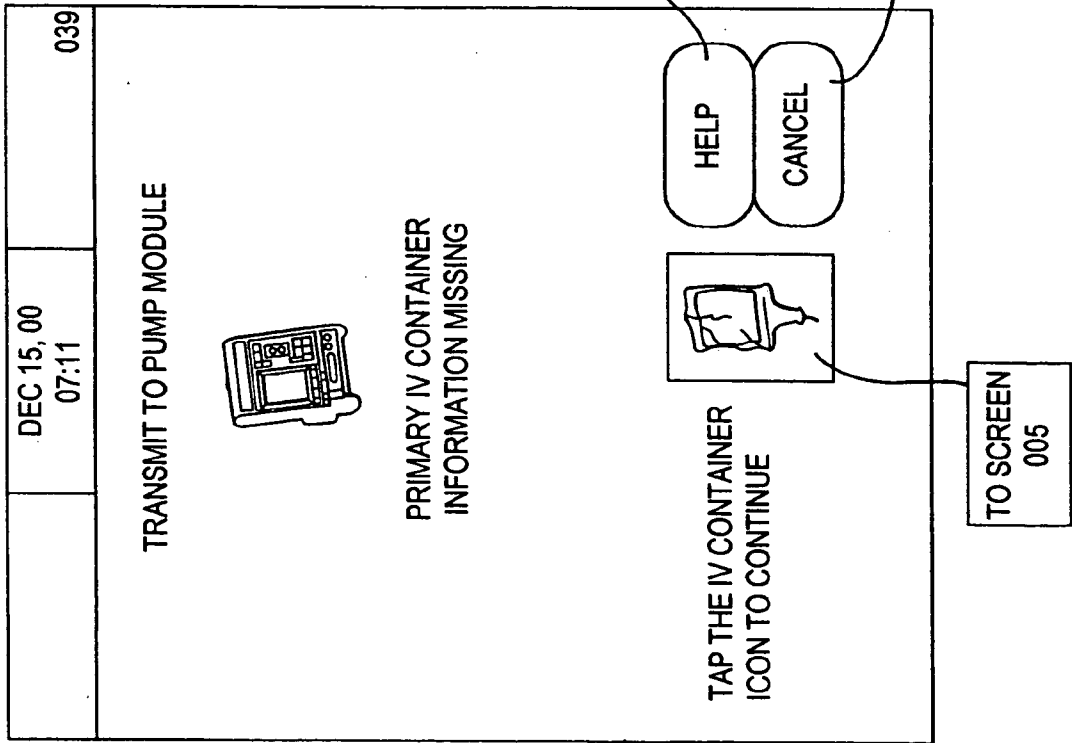 DEC 15, 00
07:11
039
TRANSMIT TO PUMP MODULE
PRIMARY IV CONTAINER
INFORMATION MISSING
TAP THE IV CONTAINER
ICON TO CONTINUE
HELP
CANCEL
TO SCREEN
005